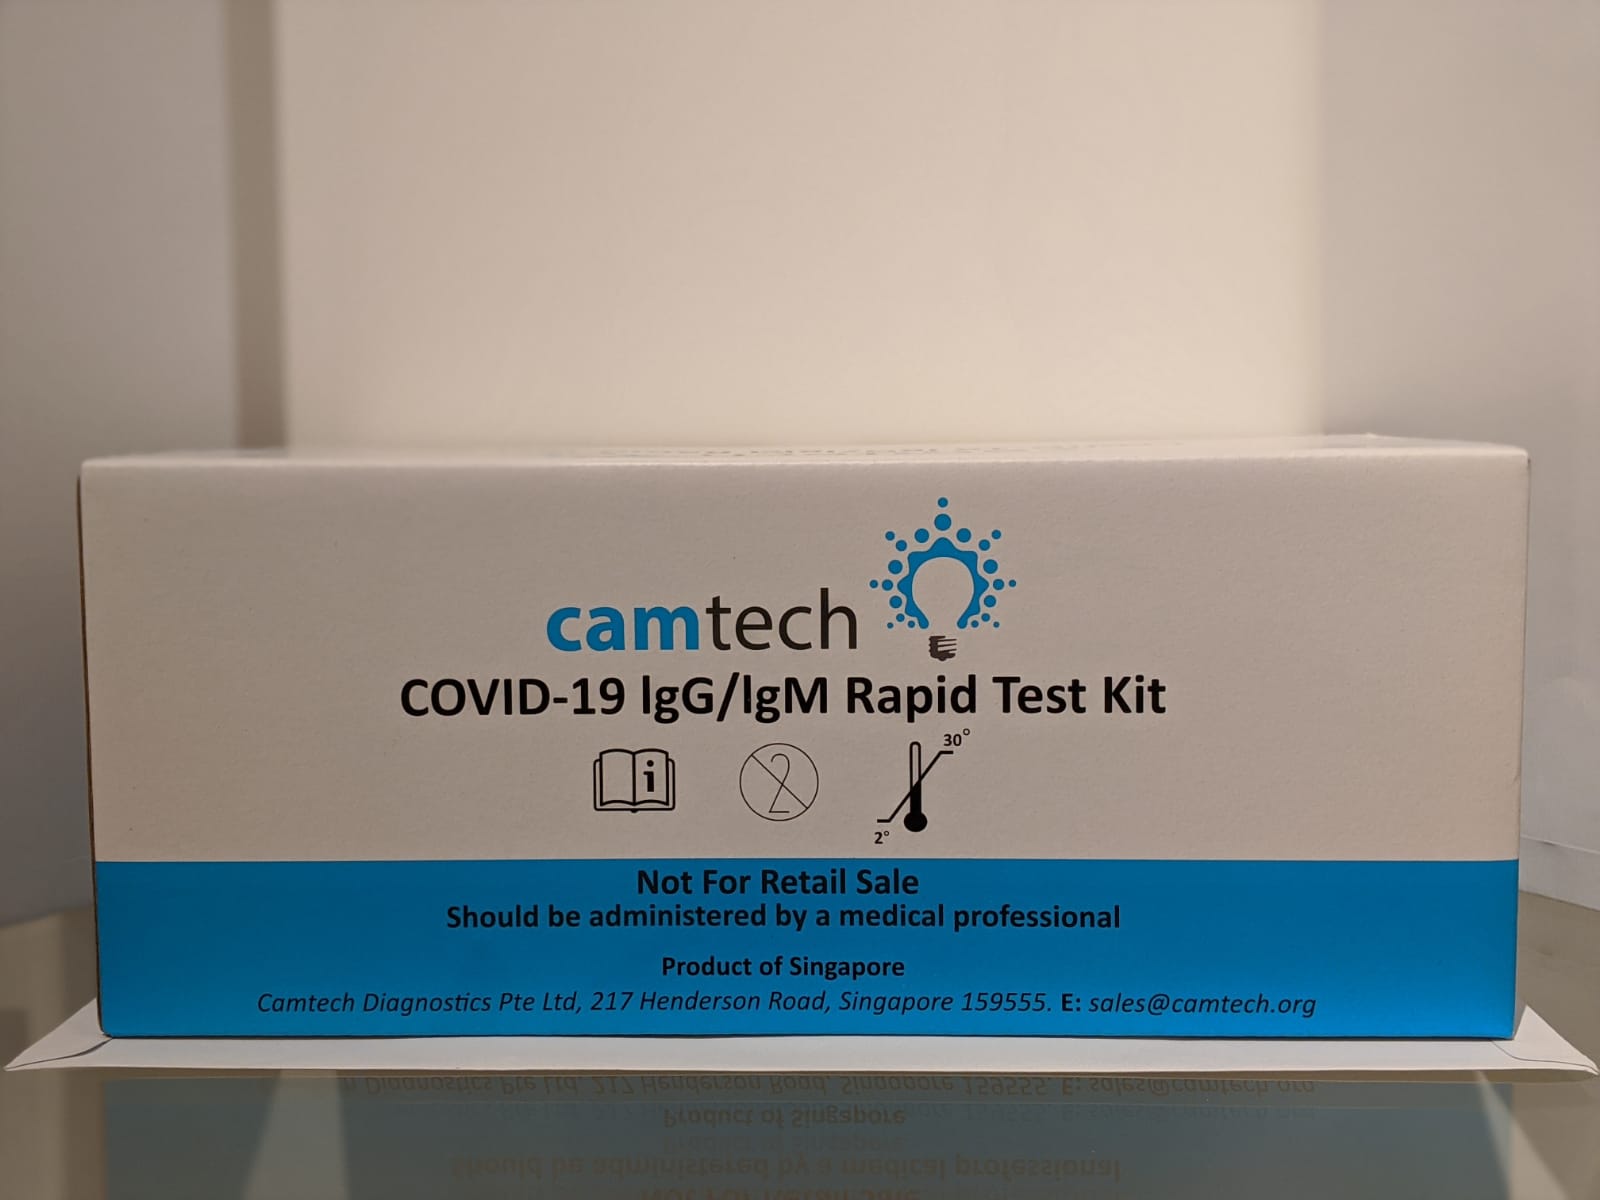 camtech
COVID-19 IgG/IgM Rapid Test Kit
i
2
30°
2°
Not For Retail Sale
Should be administered by a medical professional
Product of Singapore
Camtech Diagnostics Pte Ltd, 217 Henderson Road, Singapore 159555. E: sales@camtech.org